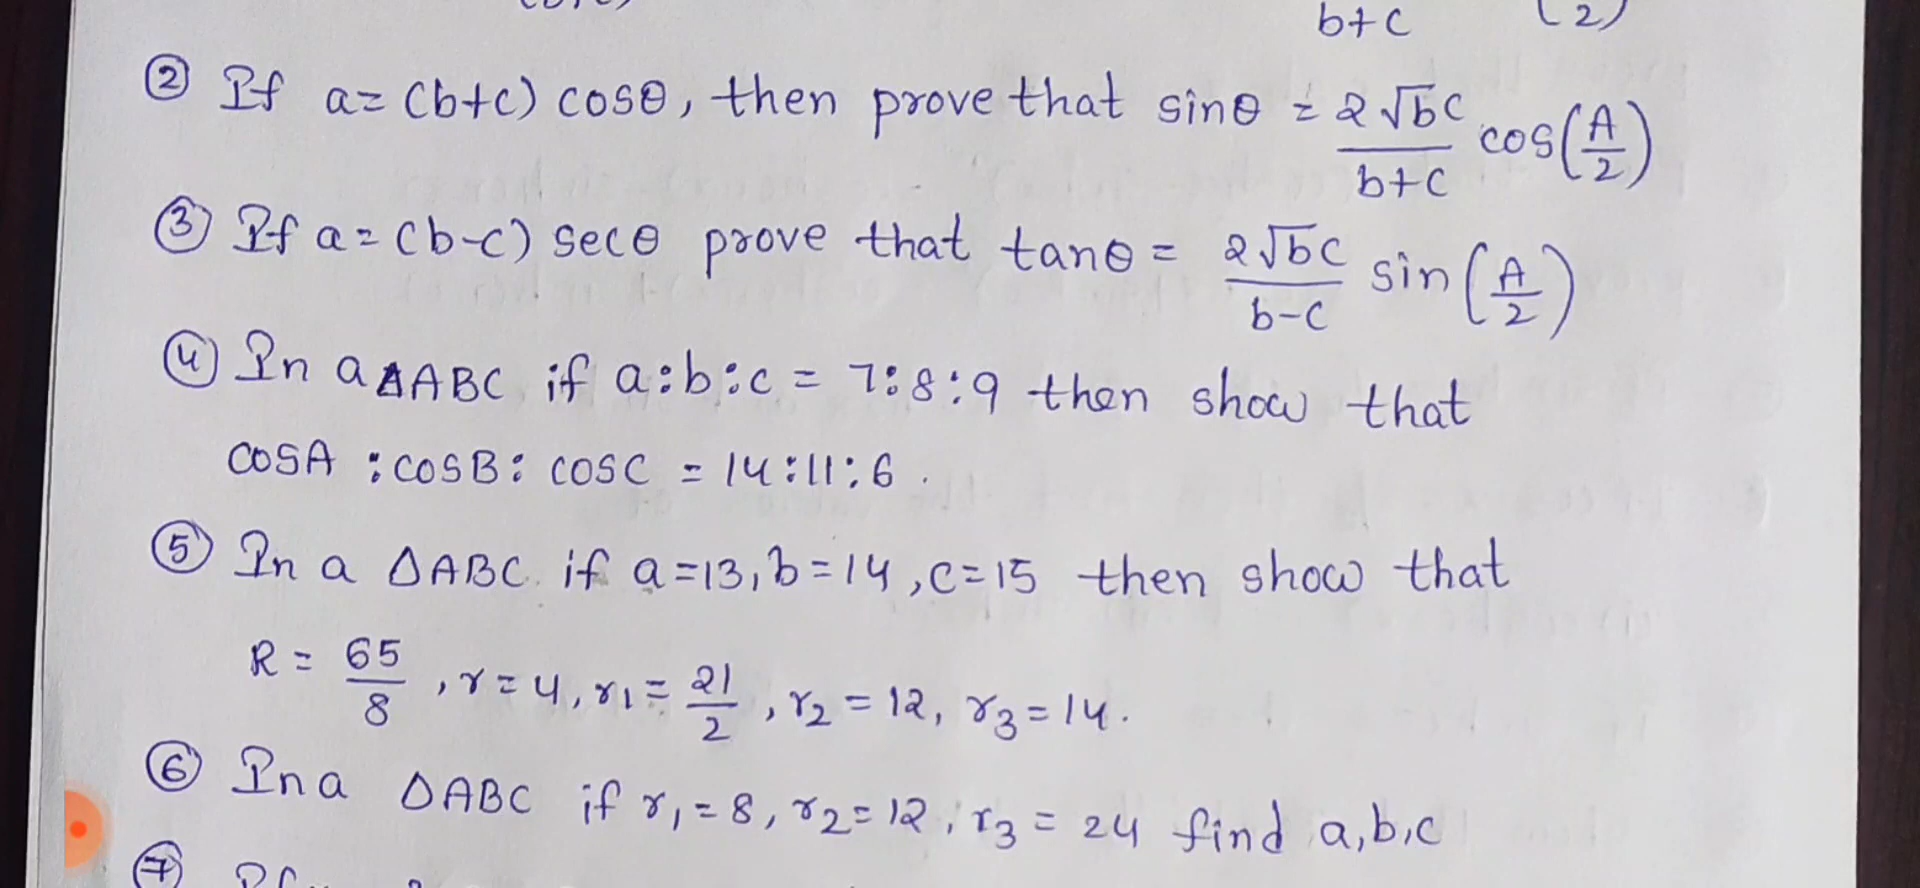 b+c (2)
② If a = (b+c) cosθ, then prove that sinθ = 2√bc / b+c cos(A/2)
③ If a = (b-c) secθ prove that tanθ = 2√bc / b-c sin(A/2)
④ In a ΔABC if a:b:c = 7:8:9 then show that
cosA : cosB : cosC = 14:11:6.
⑤ In a ΔABC if a=13, b=14, c=15 then show that
R = 65/8, r=4, r1 = 21/2, r2 = 12, r3 = 14.
⑥ In a ΔABC if r1=8, r2=12, r3 = 24 find a,b,c
⑦ If